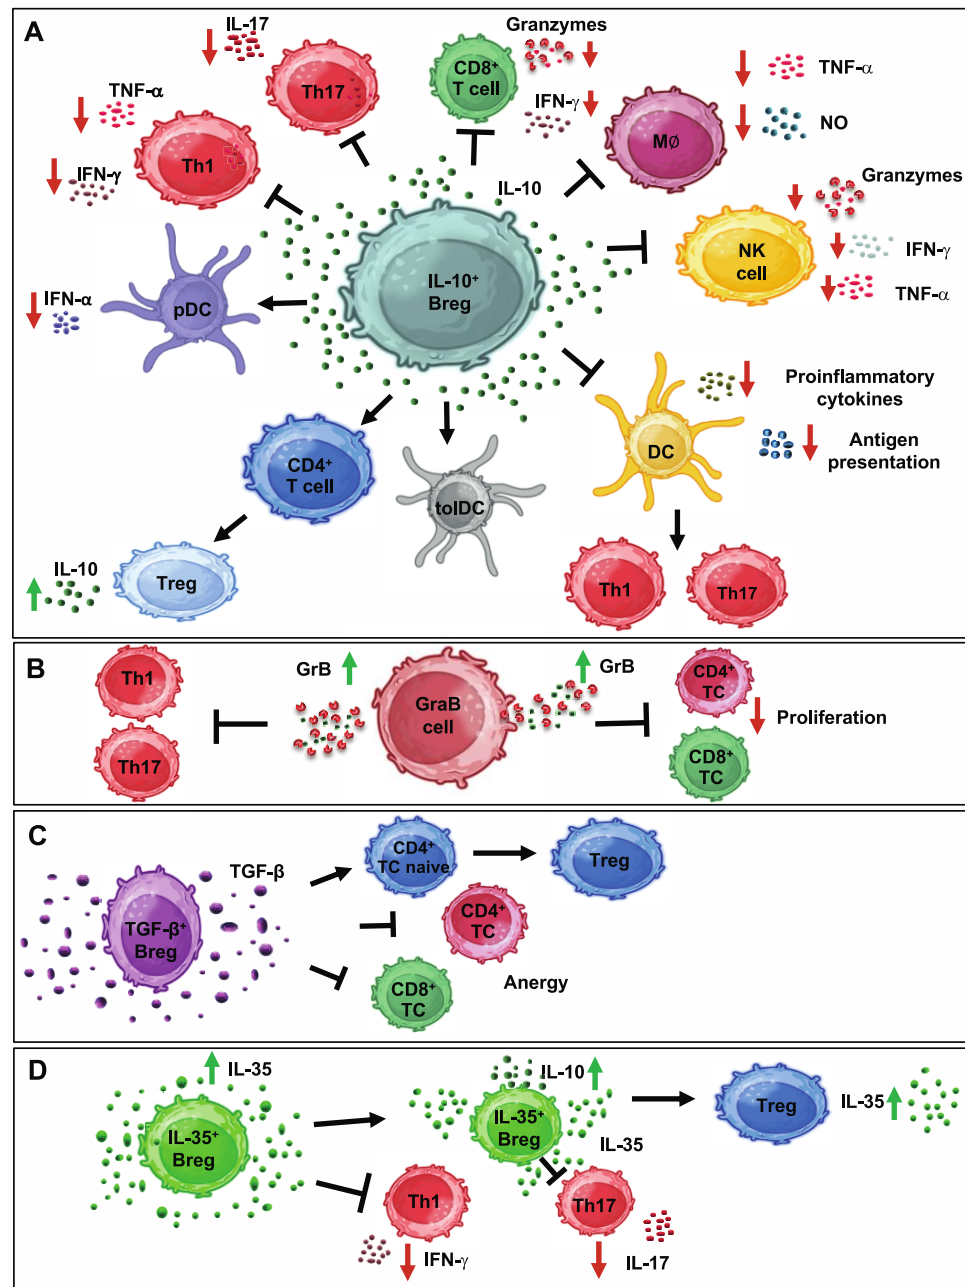 A
IL-17
Th17
TNF-α
Th1
IFN-γ
Granzymes
CD8+
T cell
IFN-γ
MØ
TNF-α
NO
IL-10
Granzymes
NK
cell
IFN-γ
TNF-α
IL-10+
Breg
pDC
IFN-α
CD4+
T cell
tolDC
DC
Proinflammatory
cytokines
Antigen
presentation
IL-10
Treg
Th1
Th17
B
Th1
Th17
GrB
GraB
cell
GrB
CD4+
TC
Proliferation
CD8+
TC
C
TGF-β
TGF-β+
Breg
CD4+
TC naive
Treg
CD4+
TC
Anergy
CD8+
TC
D
IL-35
IL-35+
Breg
IL-10
IL-35+
Breg
IL-35
Treg
IL-35
Th1
IFN-γ
Th17
IL-17